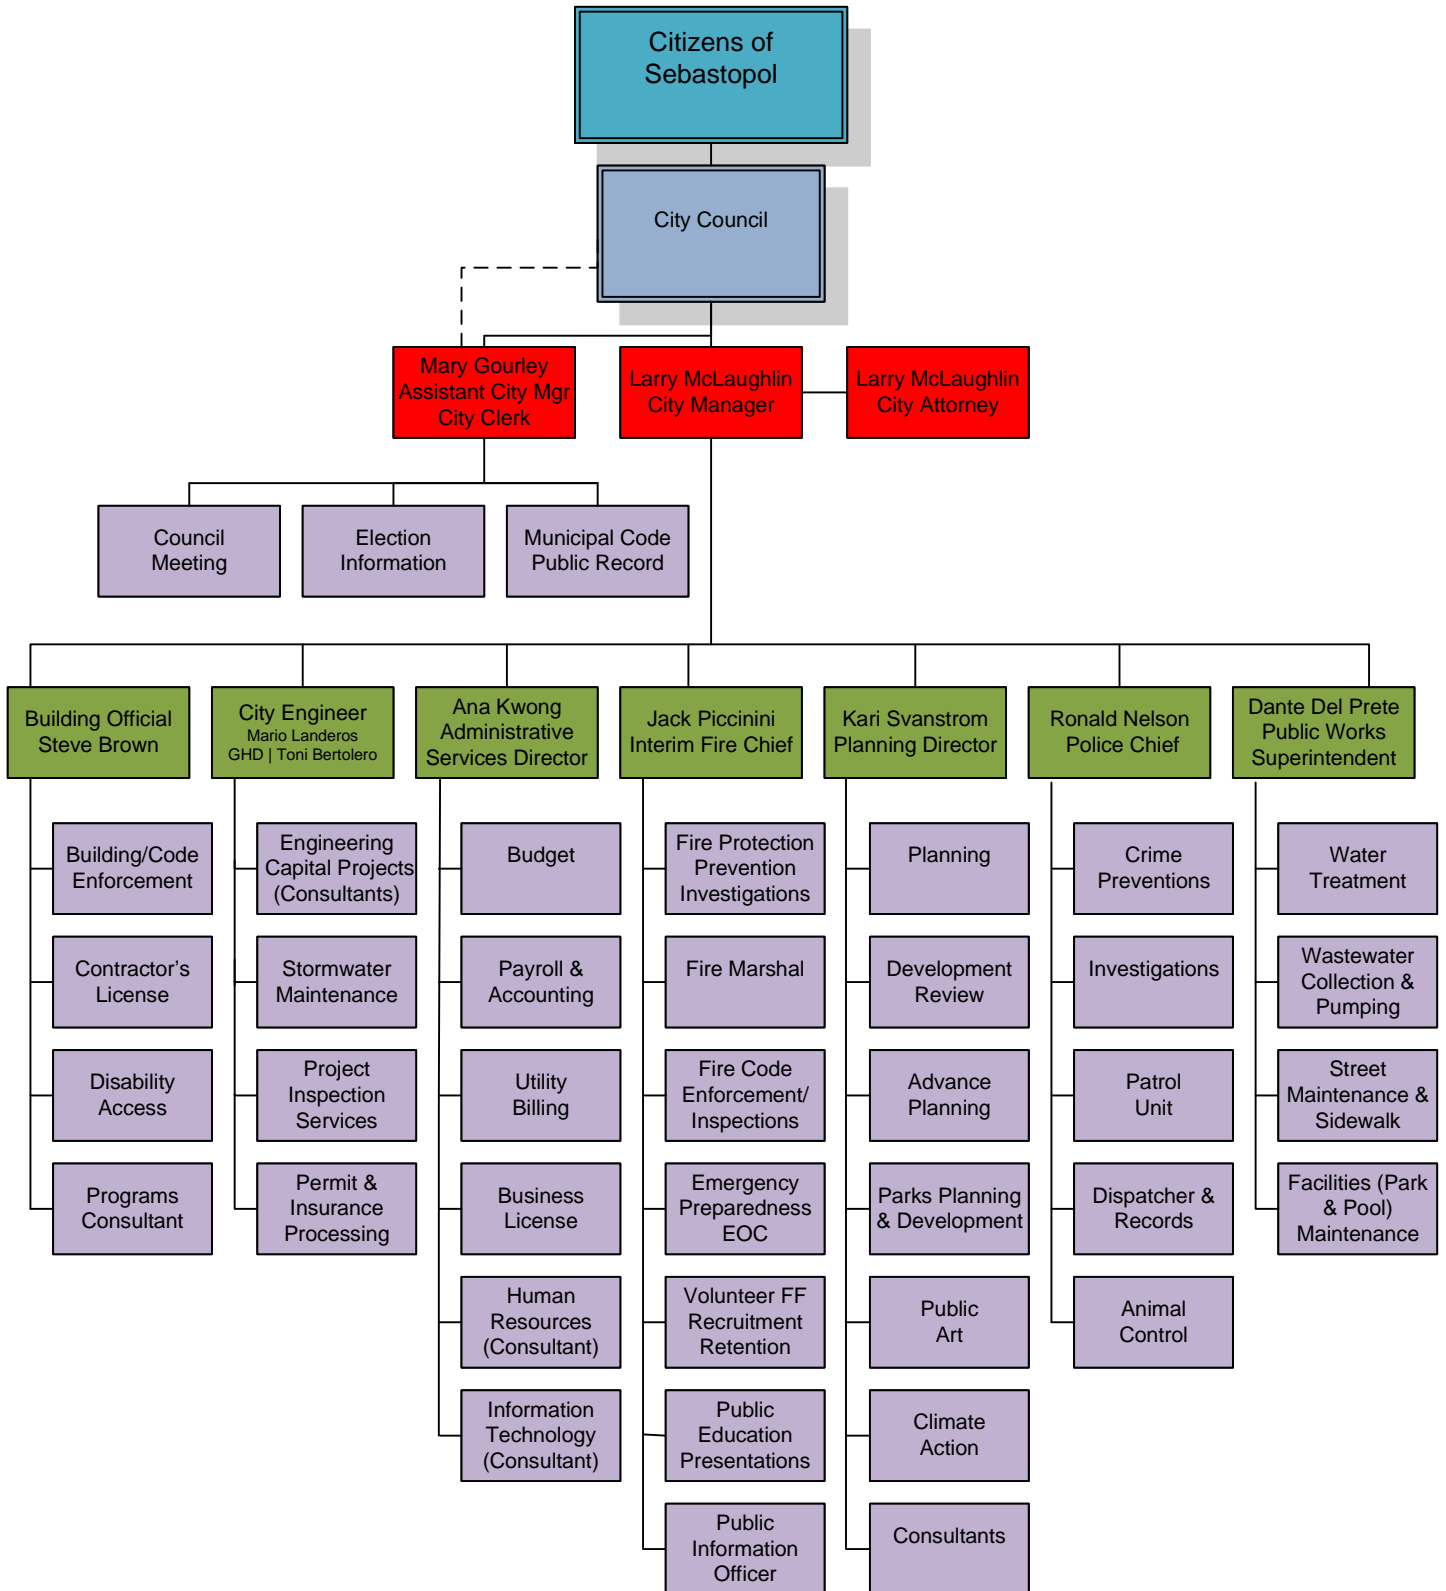 Citizens of
Sebastopol
City Council
Mary Gourley
Assistant City Mgr
City Clerk
Larry McLaughlin
City Manager
Larry McLaughlin
City Attorney
Council
Meeting
Election
Information
Municipal Code
Public Record
Building Official
Steve Brown
City Engineer
Mario Landeros
GHD | Toni Bertolero
Ana Kwong
Administrative
Services Director
Jack Piccinini
Interim Fire Chief
Kari Svanstrom
Planning Director
Ronald Nelson
Police Chief
Dante Del Prete
Public Works
Superintendent
Building/Code
Enforcement
Contractor's
License
Disability
Access
Programs
Consultant
Engineering
Capital Projects
(Consultants)
Stormwater
Maintenance
Project
Inspection
Services
Permit &
Insurance
Processing
Budget
Payroll &
Accounting
Utility
Billing
Business
License
Human
Resources
(Consultant)
Information
Technology
(Consultant)
Fire Protection
Prevention
Investigations
Fire Marshal
Fire Code
Enforcement/
Inspections
Emergency
Preparedness
EOC
Volunteer FF
Recruitment
Retention
Public
Education
Presentations
Public
Information
Officer
Planning
Development
Review
Advance
Planning
Parks Planning
& Development
Public
Art
Climate
Action
Consultants
Crime
Preventions
Investigations
Patrol
Unit
Dispatcher &
Records
Animal
Control
Water
Treatment
Wastewater
Collection &
Pumping
Street
Maintenance &
Sidewalk
Facilities (Park
& Pool)
Maintenance